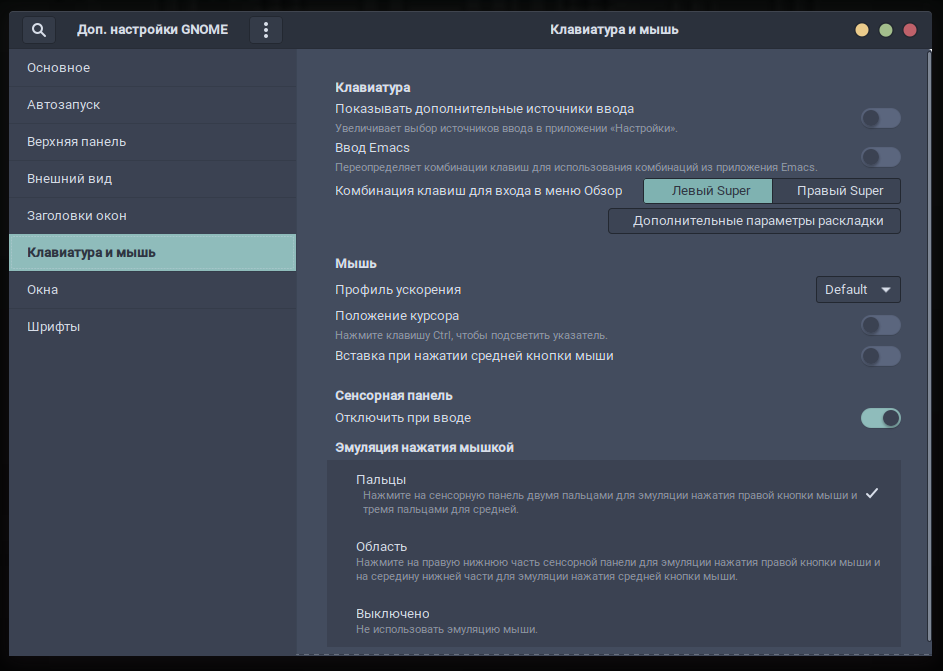 Доп. настройки GNOME
Клавиатура и мышь
Основное
Автозапуск
Верхняя панель
Внешний вид
Заголовки окон
Клавиатура и мышь
Окна
Шрифты
Клавиатура
Показывать дополнительные источники ввода
Увеличивает выбор источников ввода в приложении «Настройки».
Ввод Emacs
Переопределяет комбинации клавиш для использования комбинаций из приложения Emacs.
Комбинация клавиш для входа в меню Обзор
Левый Super
Правый Super
Дополнительные параметры раскладки
Мышь
Профиль ускорения
Default
Положение курсора
Нажмите клавишу Ctrl, чтобы подсветить указатель.
Вставка при нажатии средней кнопки мыши
Сенсорная панель
Отключить при вводе
Эмуляция нажатия мышкой
Пальцы
Нажмите на сенсорную панель двумя пальцами для эмуляции нажатия правой кнопки мыши и
тремя пальцами для средней.
Область
Нажмите на правую нижнюю часть сенсорной панели для эмуляции нажатия правой кнопки мыши и
на середину нижней части для эмуляции нажатия средней кнопки мыши.
Выключено
Не использовать эмуляцию мыши.